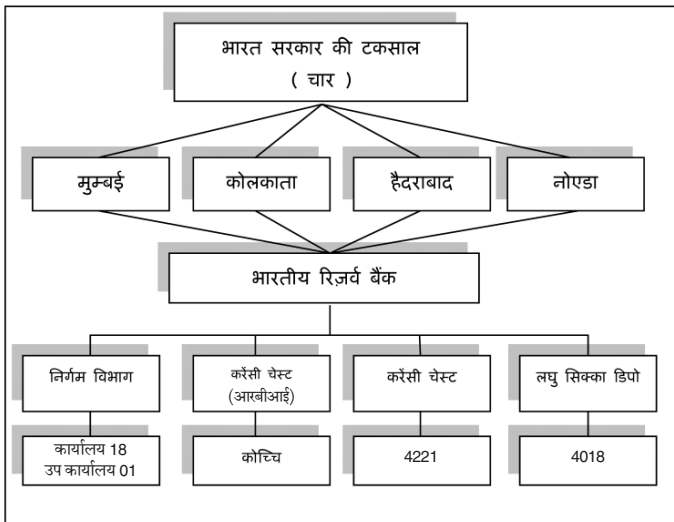 भारत सरकार की टकसाल
( चार )
मुम्बई
कोलकाता
हैदराबाद
नोएडा
भारतीय रिज़र्व बैंक
निर्गम विभाग
करेंसी चेस्ट
(आरबीआई)
करेंसी चेस्ट
लघु सिक्का डिपो
कार्यालय 18
उप कार्यालय 01
कोच्चि
4221
4018